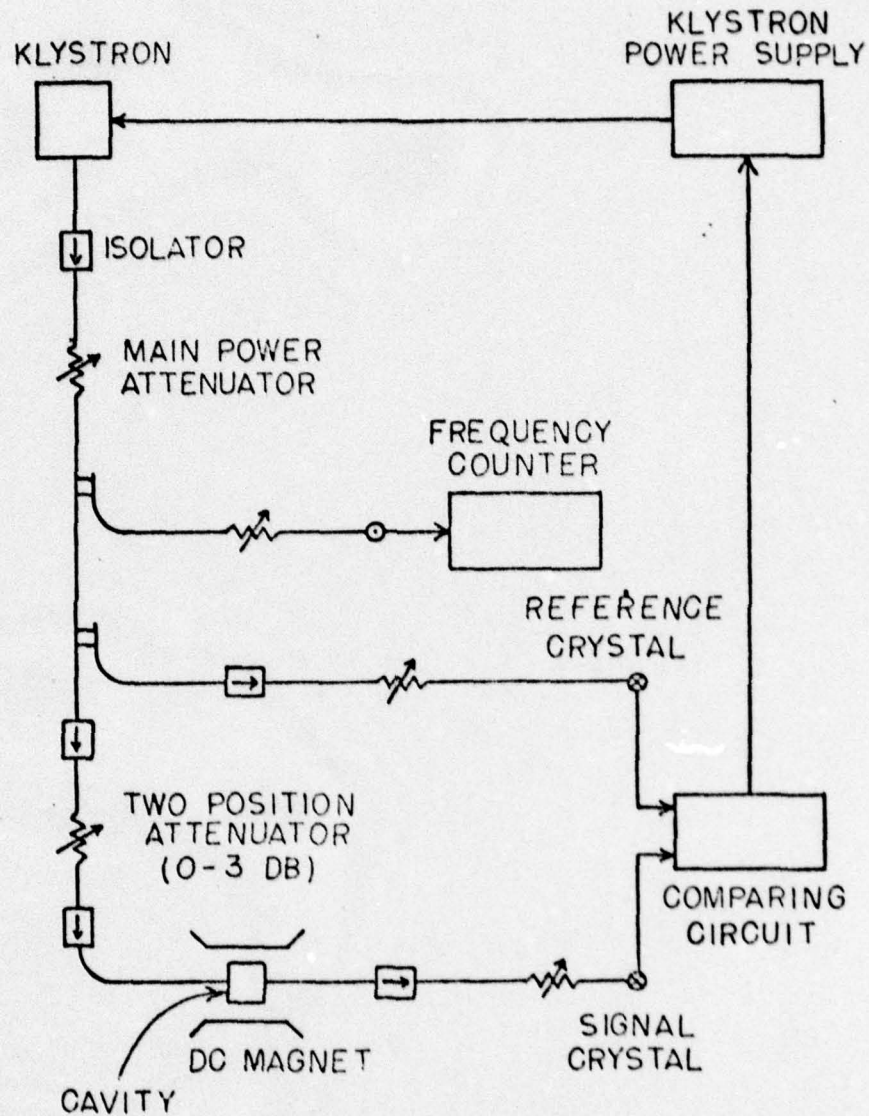 KLYSTRON
KLYSTRON
POWER SUPPLY
ISOLATOR
MAIN POWER
ATTENUATOR
FREQUENCY
COUNTER
REFERENCE
CRYSTAL
TWO POSITION
ATTENUATOR
(0-3 DB)
COMPARING
CIRCUIT
DC MAGNET
SIGNAL
CRYSTAL
CAVITY